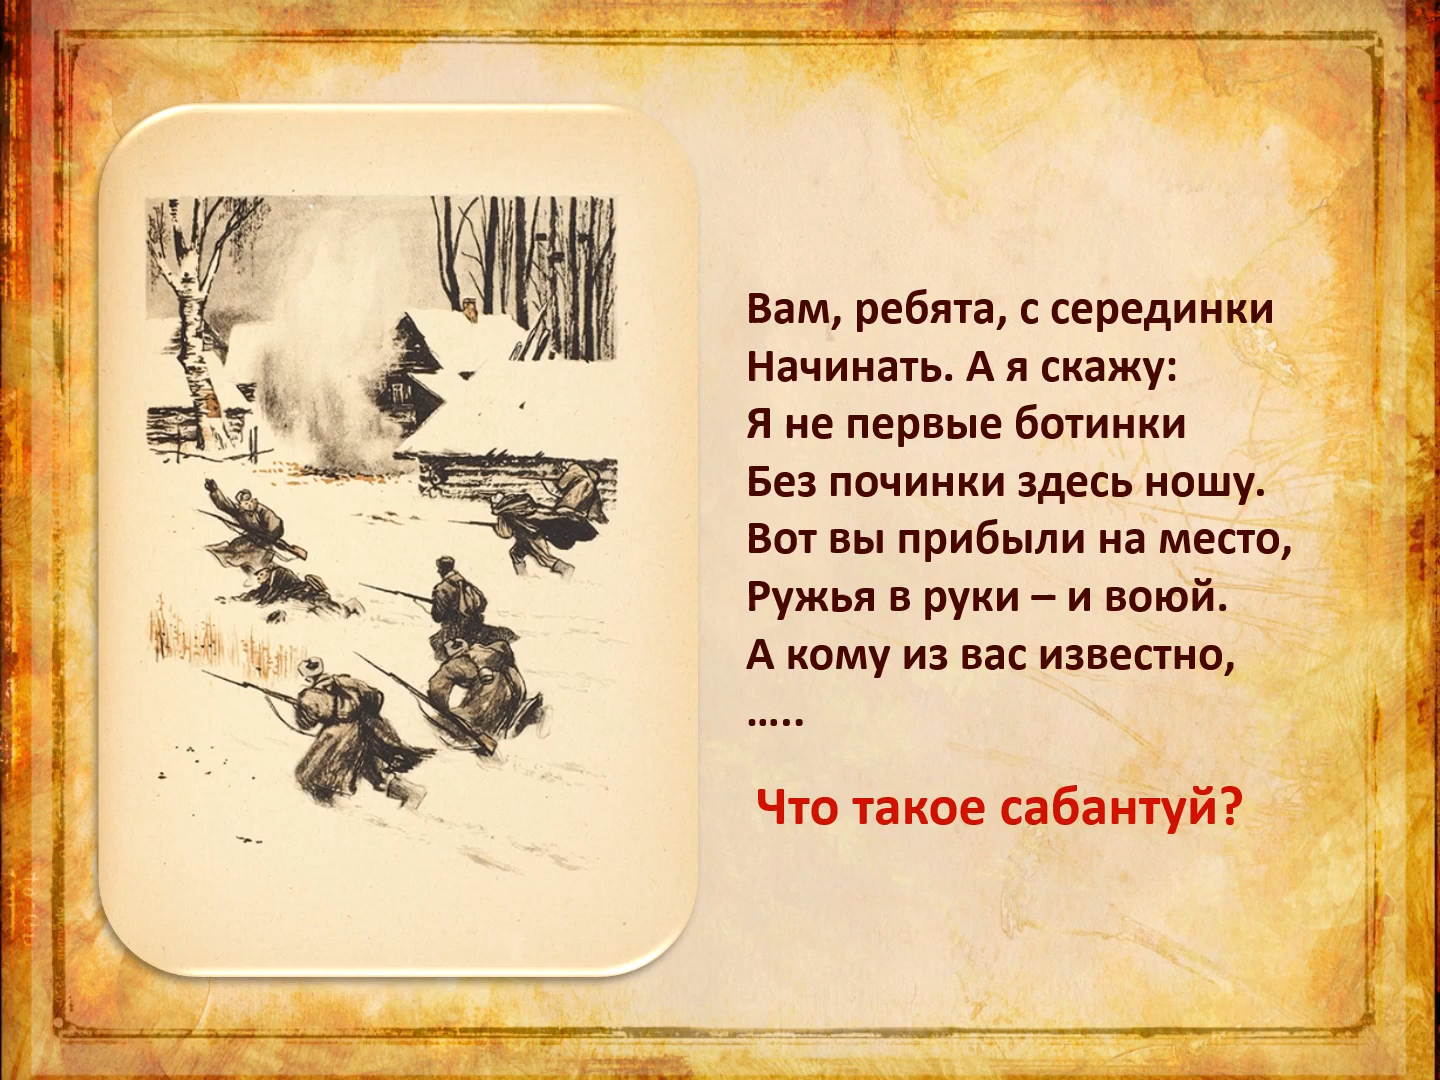 Вам, ребята, с серединки
Начинать. А я скажу:
Я не первые ботинки
Без починки здесь ношу.
Вот вы прибыли на место,
Ружья в руки – и воюй.
А кому из вас известно,
…..
Что такое сабантуй?